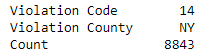 Violation Code 14
Violation County NY
Count 8843